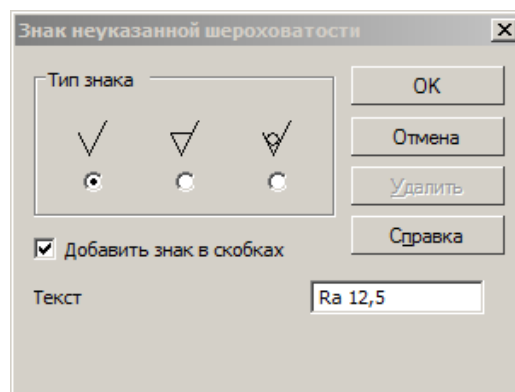 Знак неуказанной шероховатости
Тип знака
OK
Отмена
Удалить
Справка
Добавить знак в скобках
Текст
Ra 12,5